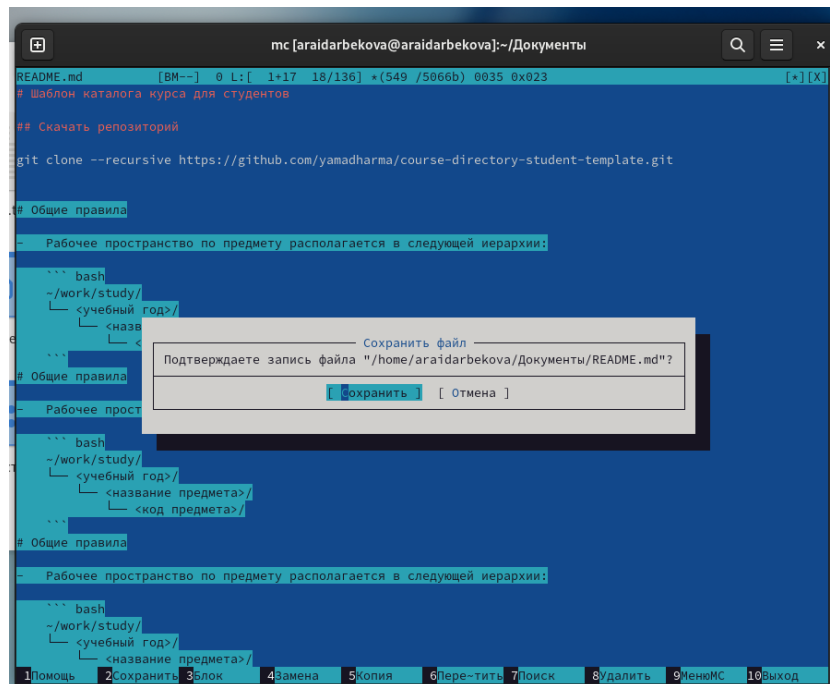 mc [araidarbekova@araidarbekova]:~/Документы
README.md [BM--] 0 L:[ 1+17 18/136] *(549 /5066b) 0035 0x023 [*][X]
# Шаблон каталога курса для студентов
## Скачать репозиторий
git clone --recursive https://github.com/yamadharma/course-directory-student-template.git
# Общие правила
- Рабочее пространство по предмету располагается в следующей иерархии:
``` bash
~/work/study/
└── <учебный год>/
└── <назв
└── <
```
Сохранить файл
Подтверждаете запись файла "/home/araidarbekova/Документы/README.md"?
[ Сохранить ] [ Отмена ]
# Общие правила
- Рабочее прост
``` bash
~/work/study/
└── <учебный год>/
└── <название предмета>/
└── <код предмета>/
```
# Общие правила
- Рабочее пространство по предмету располагается в следующей иерархии:
``` bash
~/work/study/
└── <учебный год>/
└── <название предмета>/
1Помощь 2Сохранить 3Блок 4Замена 5Копия 6Пере~тить 7Поиск 8Удалить 9МенюMC 10Выход